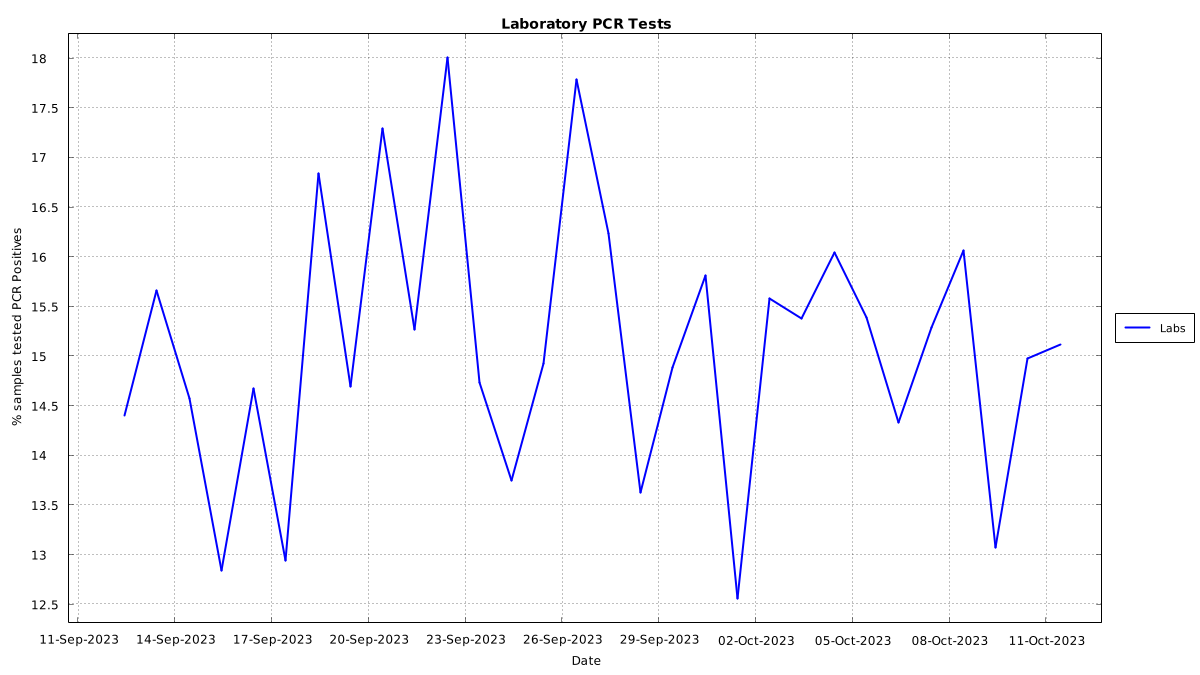 Laboratory PCR Tests
18
17.5
17
16.5
16
15.5
15
14.5
14
13.5
13
12.5
% samples tested PCR Positives
11-Sep-2023 14-Sep-2023 17-Sep-2023 20-Sep-2023 23-Sep-2023 26-Sep-2023 29-Sep-2023 02-Oct-2023 05-Oct-2023 08-Oct-2023 11-Oct-2023
Date
Labs